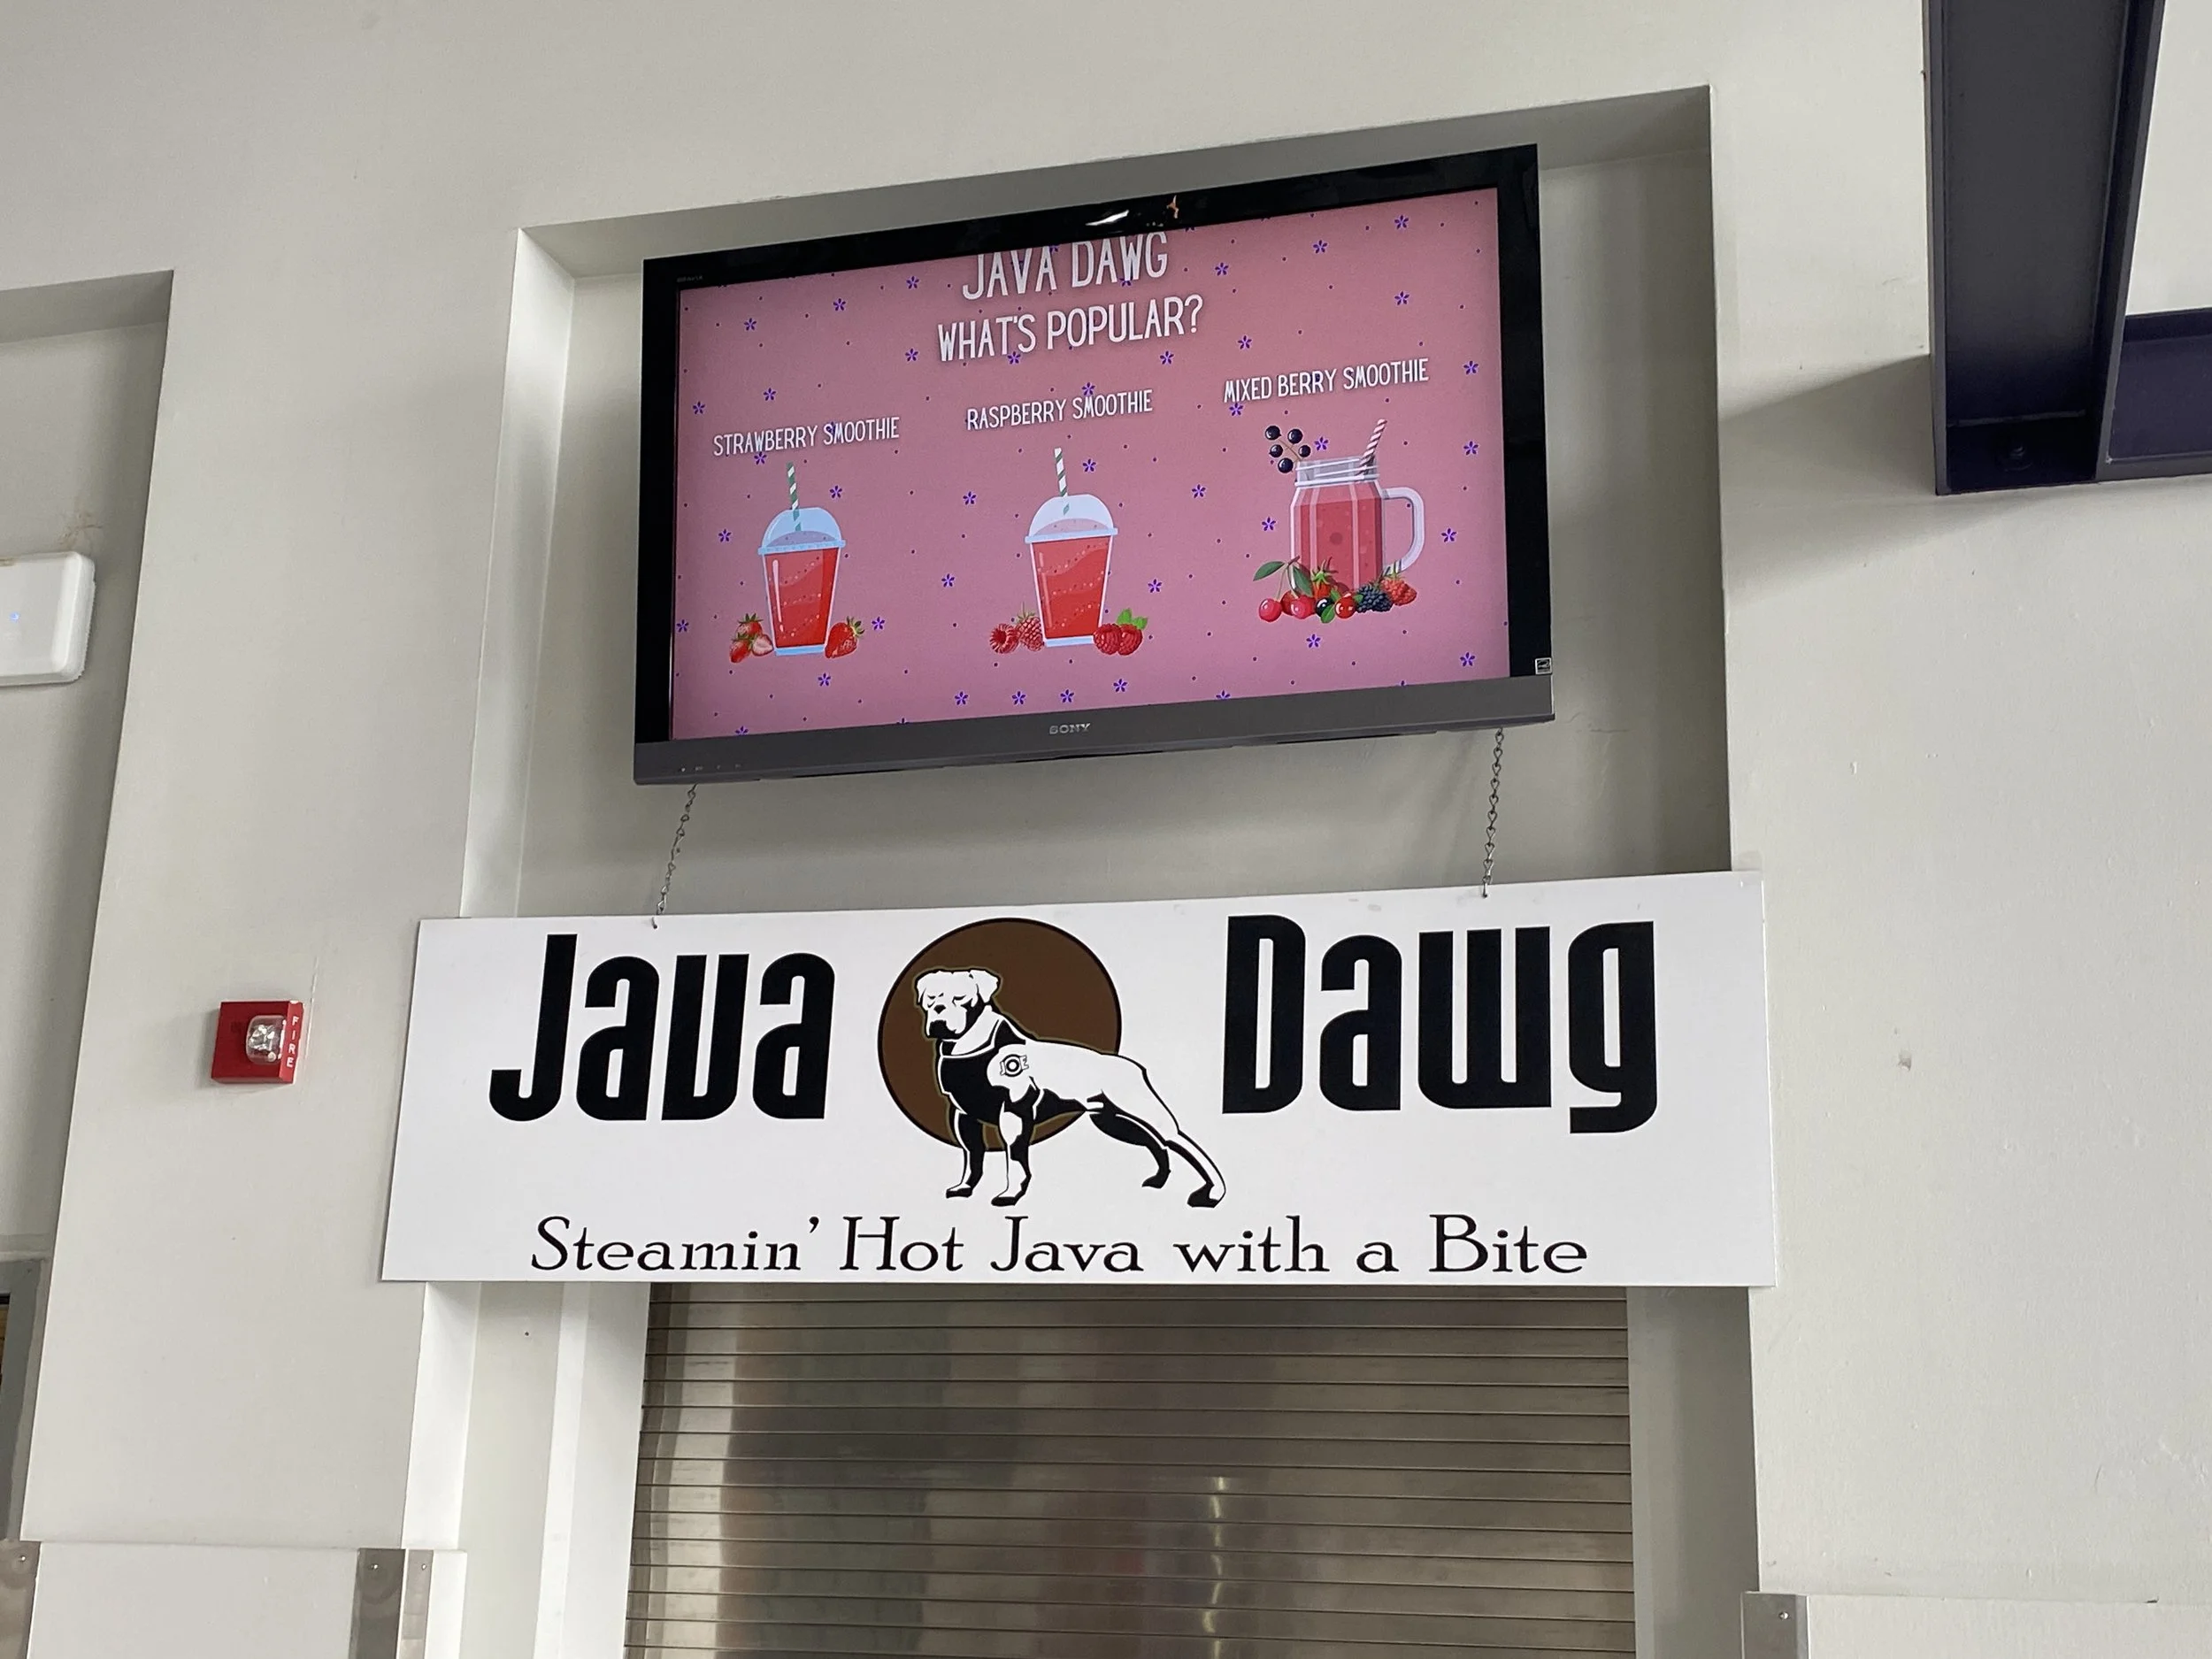 JAVA DAWG
WHAT'S POPULAR?
STRAWBERRY SMOOTHIE
RASPBERRY SMOOTHIE
MIXED BERRY SMOOTHIE
SONY
FIRE
Java Dawg
JOE
Steamin' Hot Java with a Bite